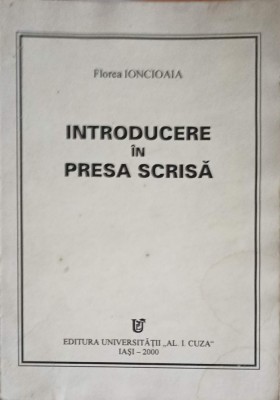 Florea IONCIOAIA
INTRODUCERE
ÎN
PRESA SCRISĂ
EDITURA UNIVERSITĂŢII „AL. I. CUZA"
IAŞI – 2000